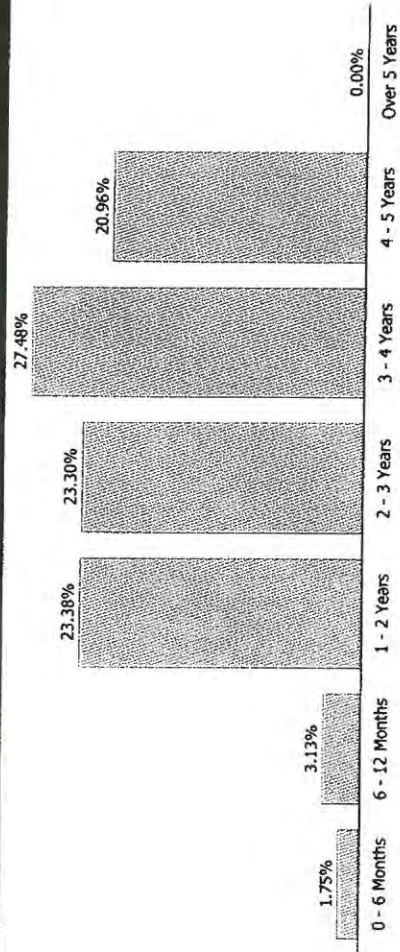 1.75%
3.13%
23.38%
23.30%
27.48%
20.96%
0.00%
0 - 6 Months
6 - 12 Months
1 - 2 Years
2 - 3 Years
3 - 4 Years
4 - 5 Years
Over 5 Years